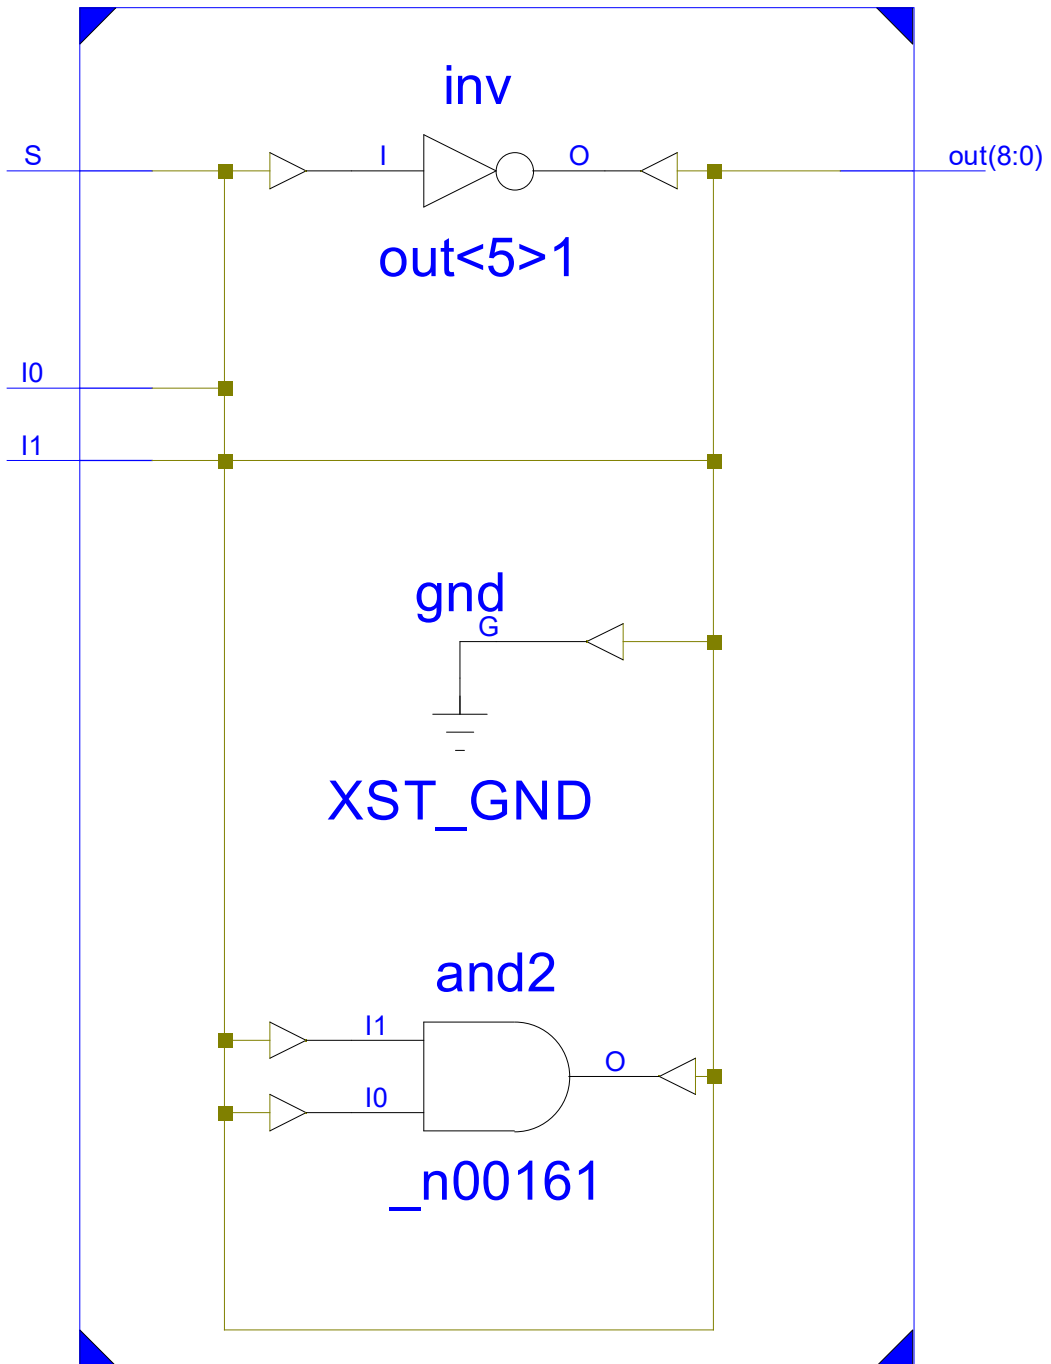 inv
S
I
O
out(8:0)
out<5>1
I0
I1
gnd
G
XST_GND
and2
I1
O
I0
_n00161